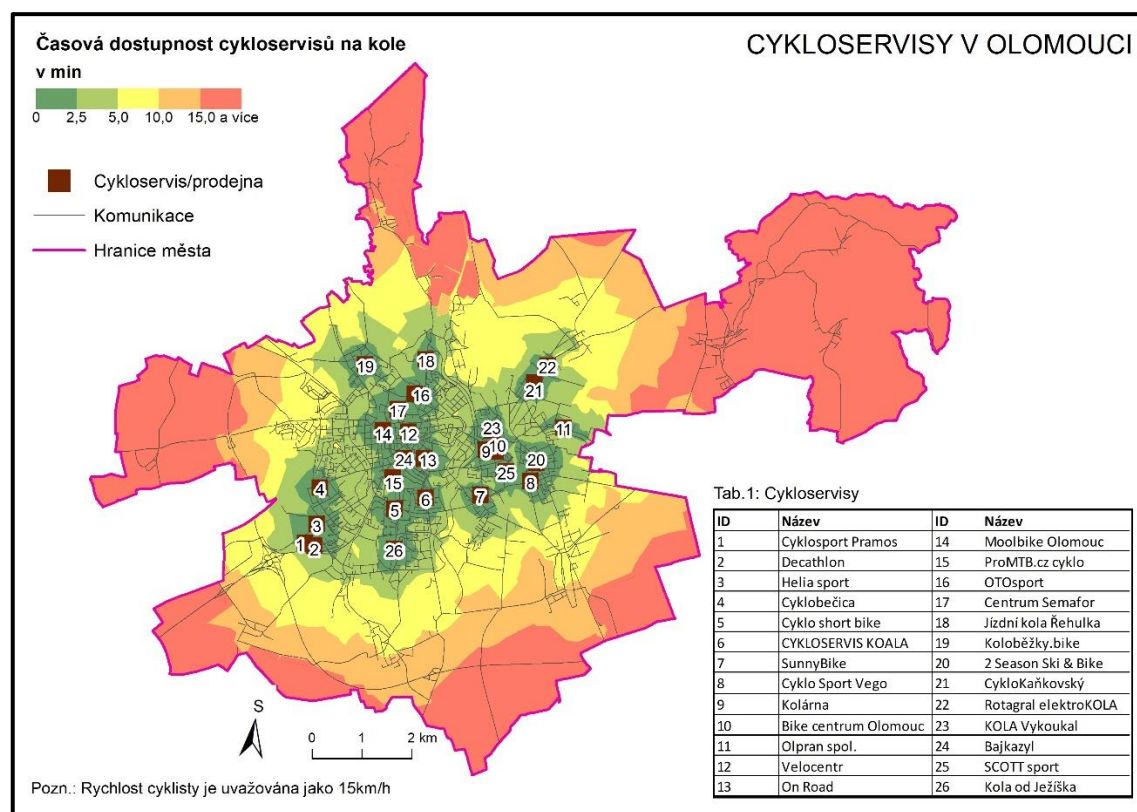 CYKLOSERVISY V OLOMOUCI
Časová dostupnost cykloservisů na kole
v min
0 2,5 5,0 10,0 15,0 a více
Cykloservis/prodejna
Komunikace
Hranice města
19
18
22
16
21
17
14
12
23
11
10
9
24
13
20
25
15
8
4
6
7
5
3
1
2
26
Tab.1: Cykloservisy
ID Název ID Název
1 Cyklosport Pramos 14 Moolbike Olomouc
2 Decathlon 15 ProMTB.cz cyklo
3 Helia sport 16 OTOsport
4 Cyklobečica 17 Centrum Semafor
5 Cyklo short bike 18 Jízdní kola Řehulka
6 CYKLOSERVIS KOALA 19 Koloběžky.bike
7 SunnyBike 20 2 Season Ski & Bike
8 Cyklo Sport Vego 21 CykloKaňkovský
9 Kolárna 22 Rotagral elektroKOLA
10 Bike centrum Olomouc 23 KOLA Vykoukal
11 Olpran spol. 24 Bajkazyl
12 Velocentr 25 SCOTT sport
13 On Road 26 Kola od Ježíška
S
0 1 2 km
Pozn.: Rychlost cyklisty je uvažována jako 15km/h